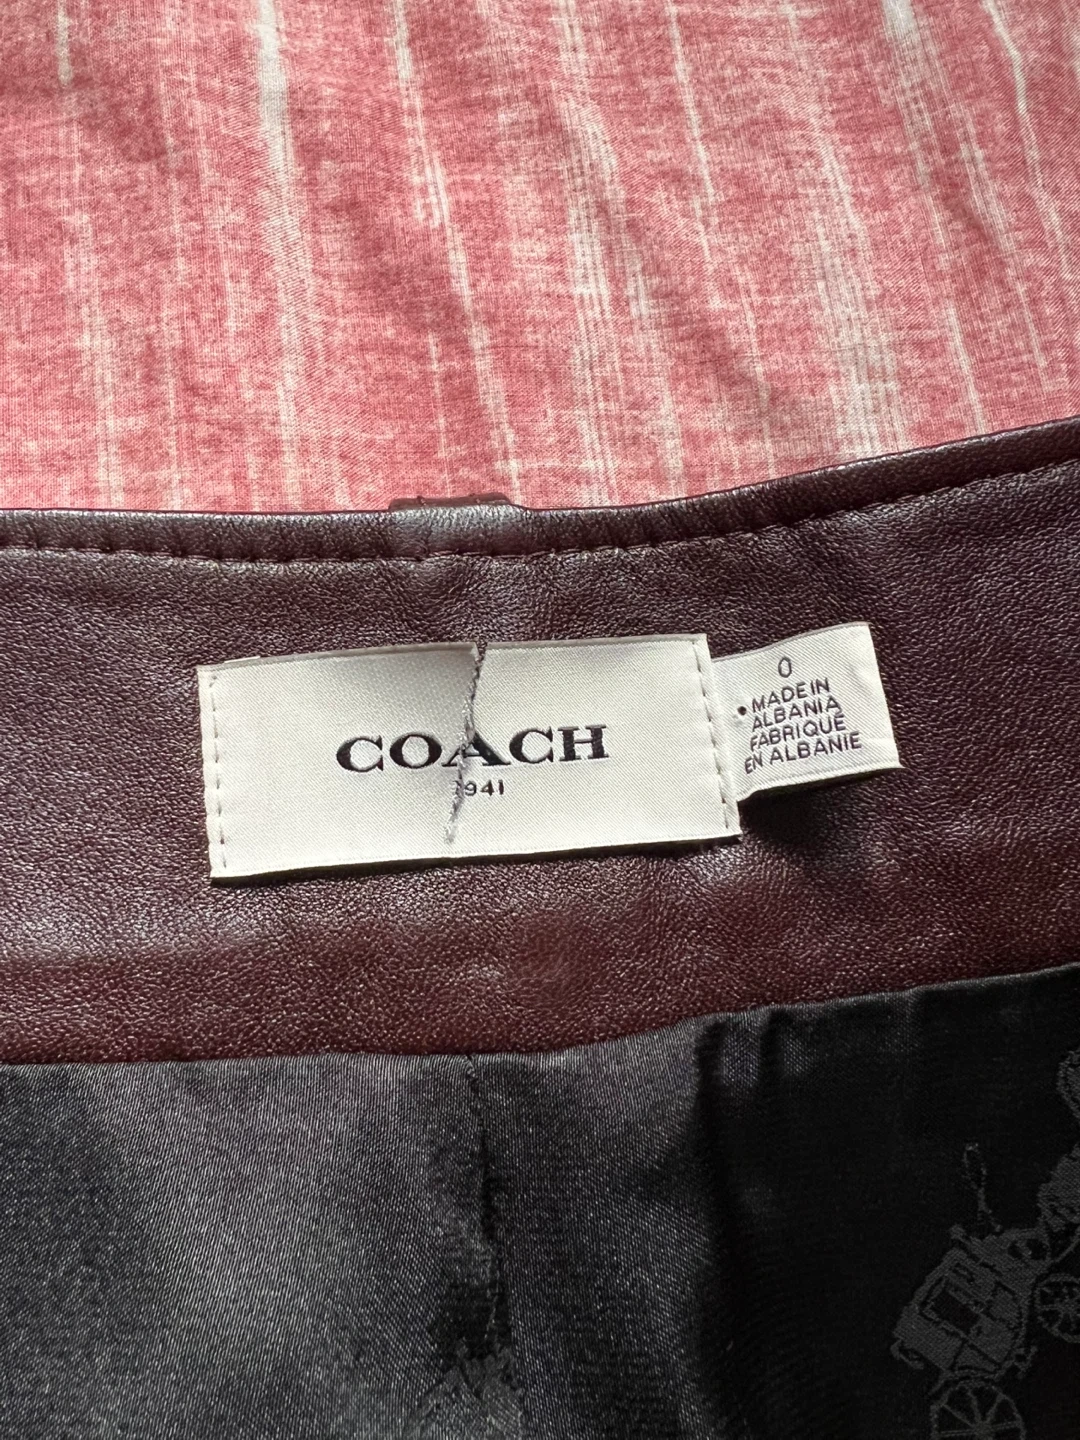 COACH
1941
0
MADE IN
ALBANIA
FABRIQUÉ
EN ALBANIE